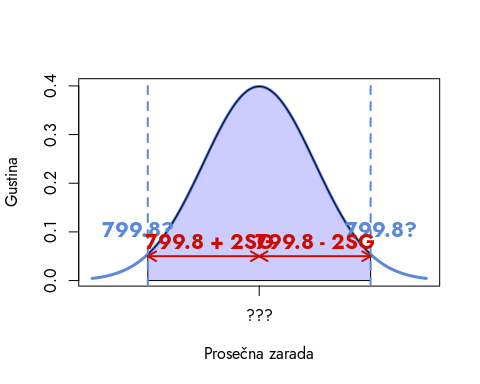 0.4
0.3
0.2
0.1
0.0
Gustina
799.8?
799.8?
799.8 + 2SG
799.8 - 2SG
???
Prosečna zarada